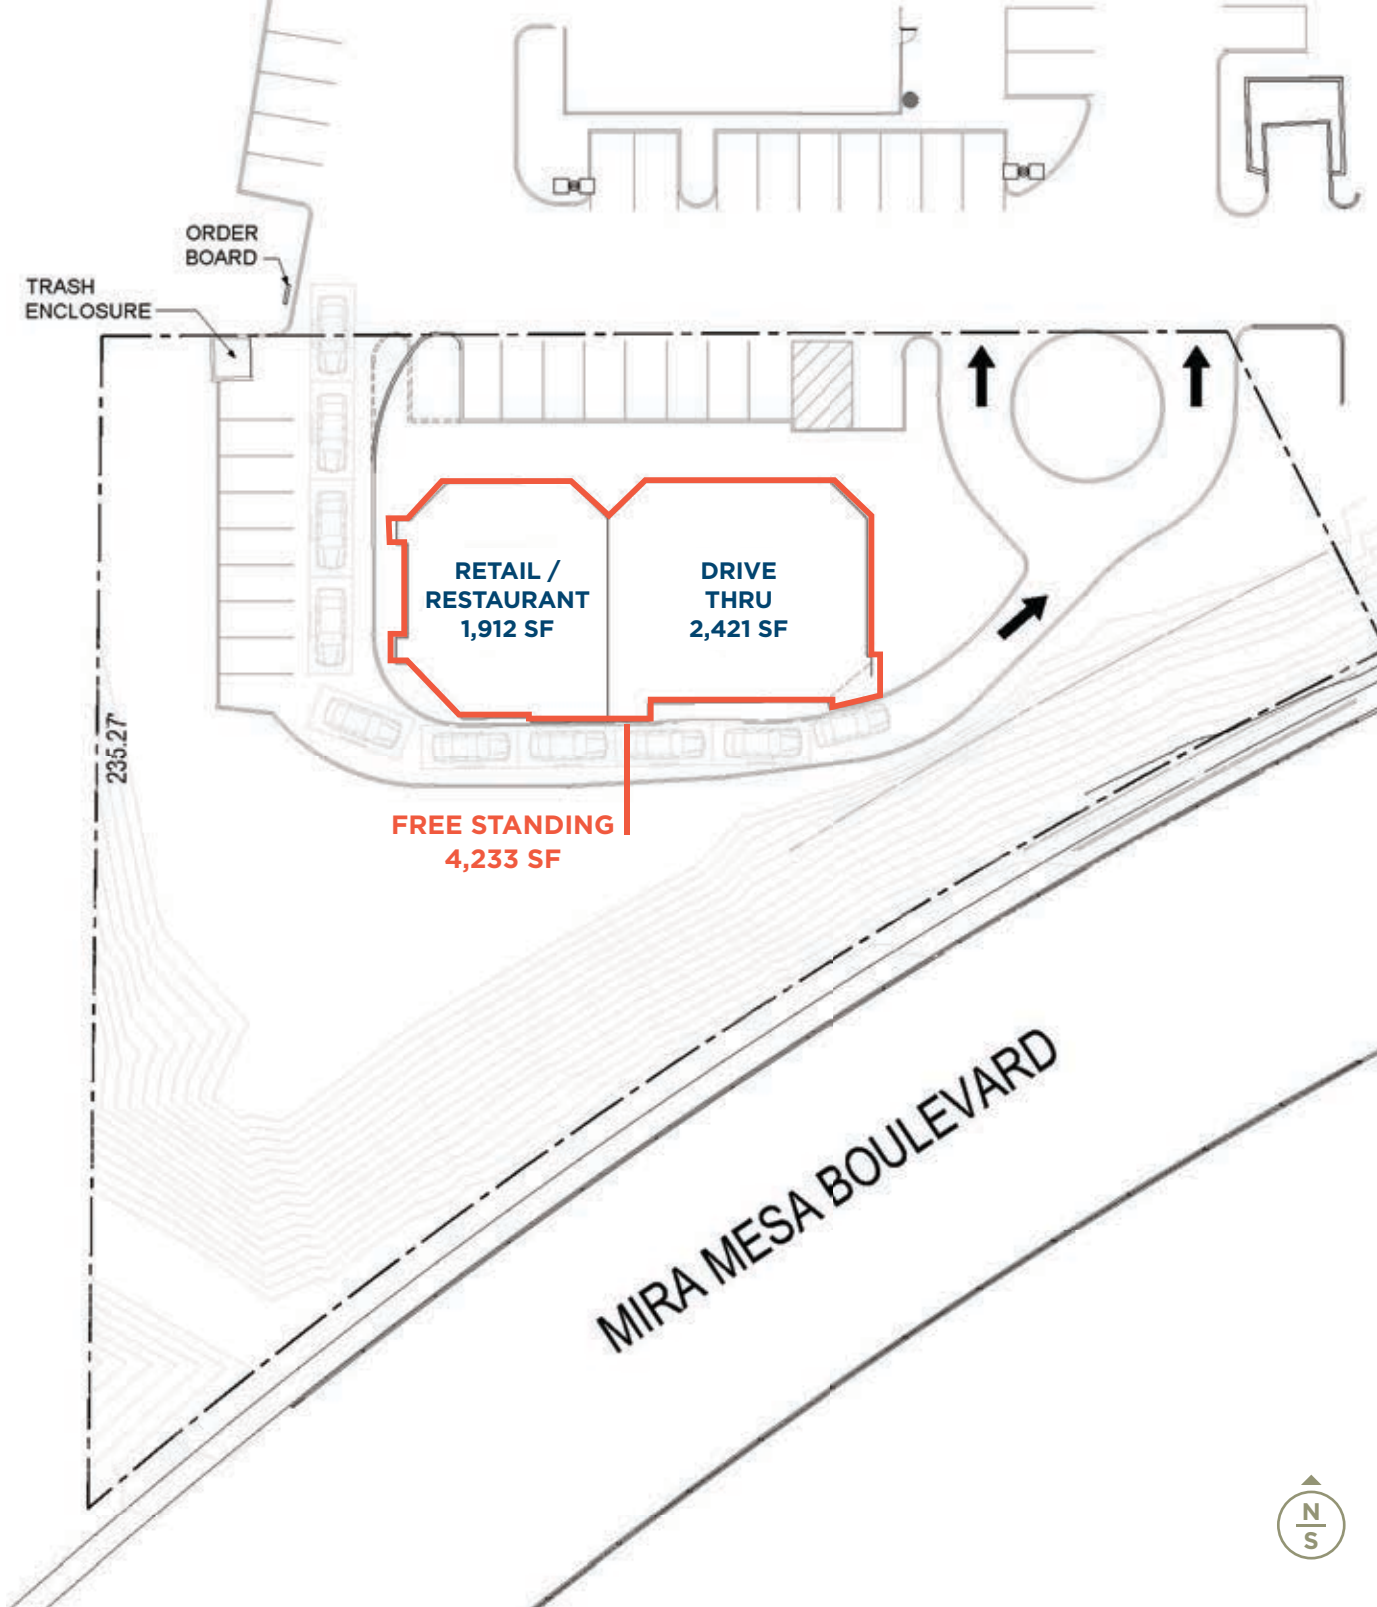 ORDER
BOARD
TRASH
ENCLOSURE
RETAIL /
RESTAURANT
1,912 SF
DRIVE
THRU
2,421 SF
235.27'
FREE STANDING
4,233 SF
MIRA MESA BOULEVARD
N
S